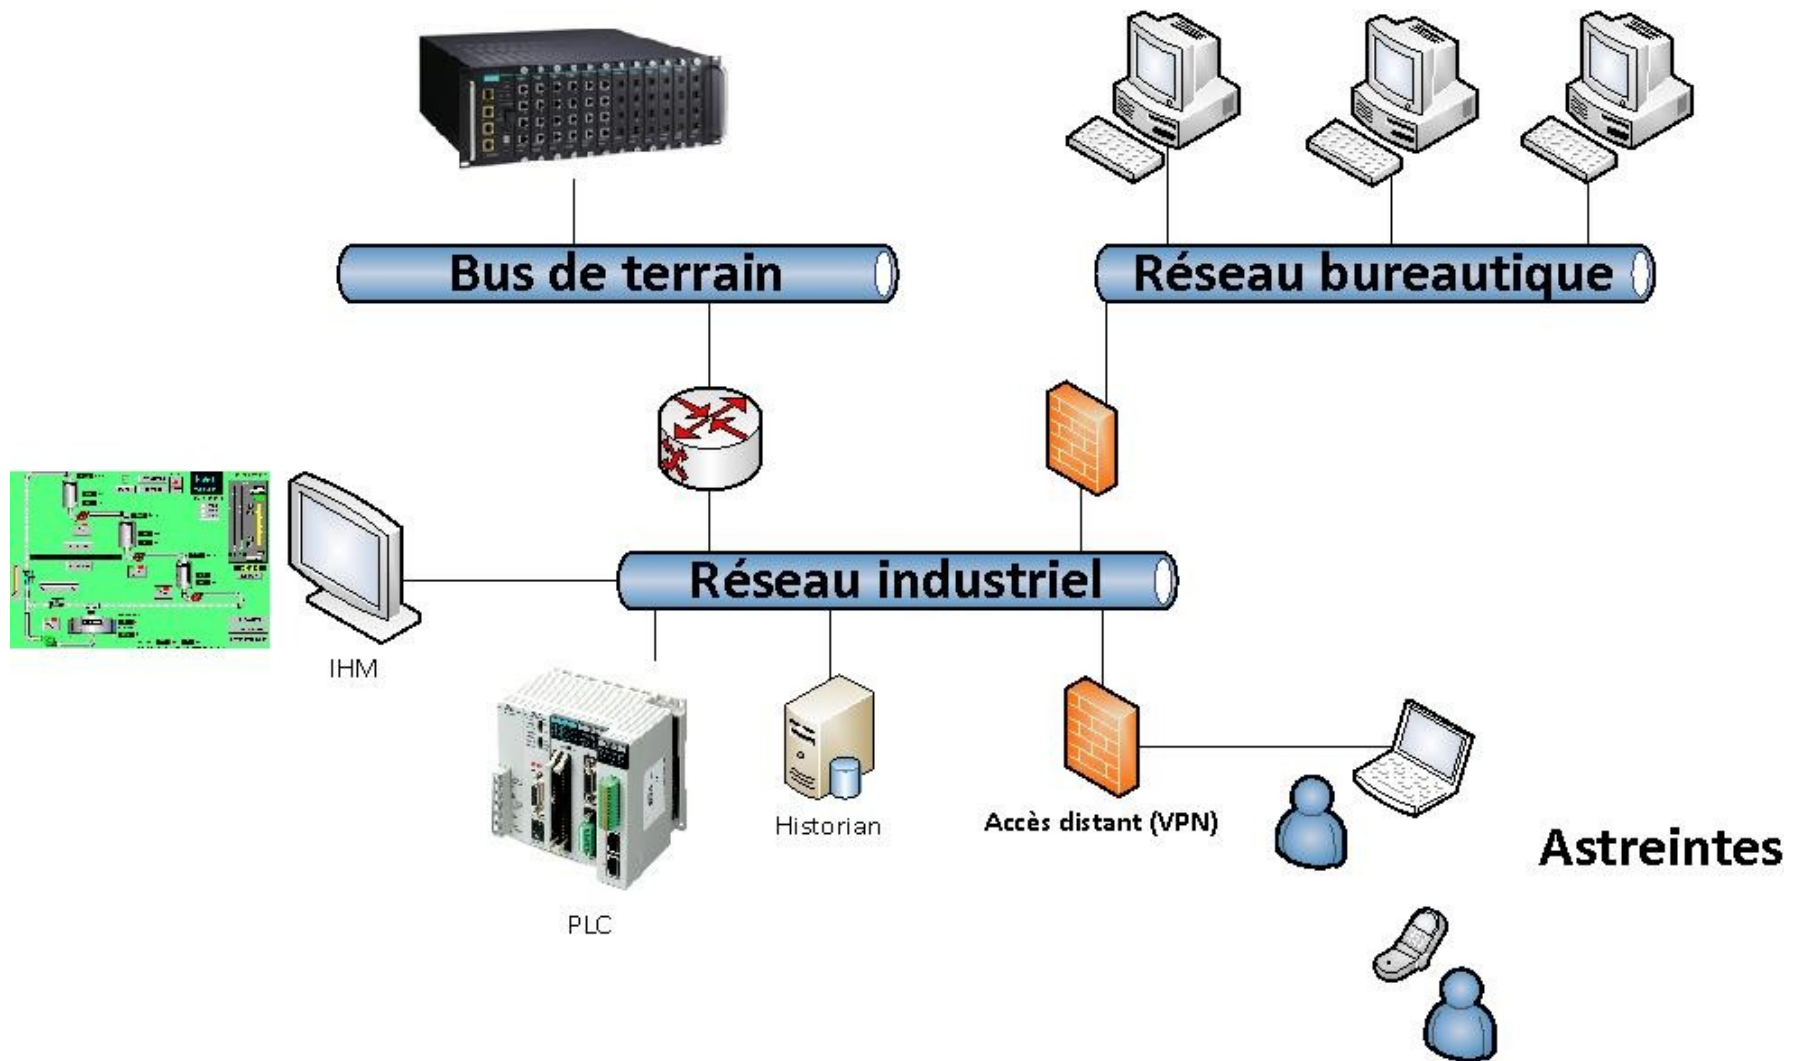 Bus de terrain
Réseau bureautique
Réseau industriel
IHM
PLC
Historian
Accès distant (VPN)
Astreintes